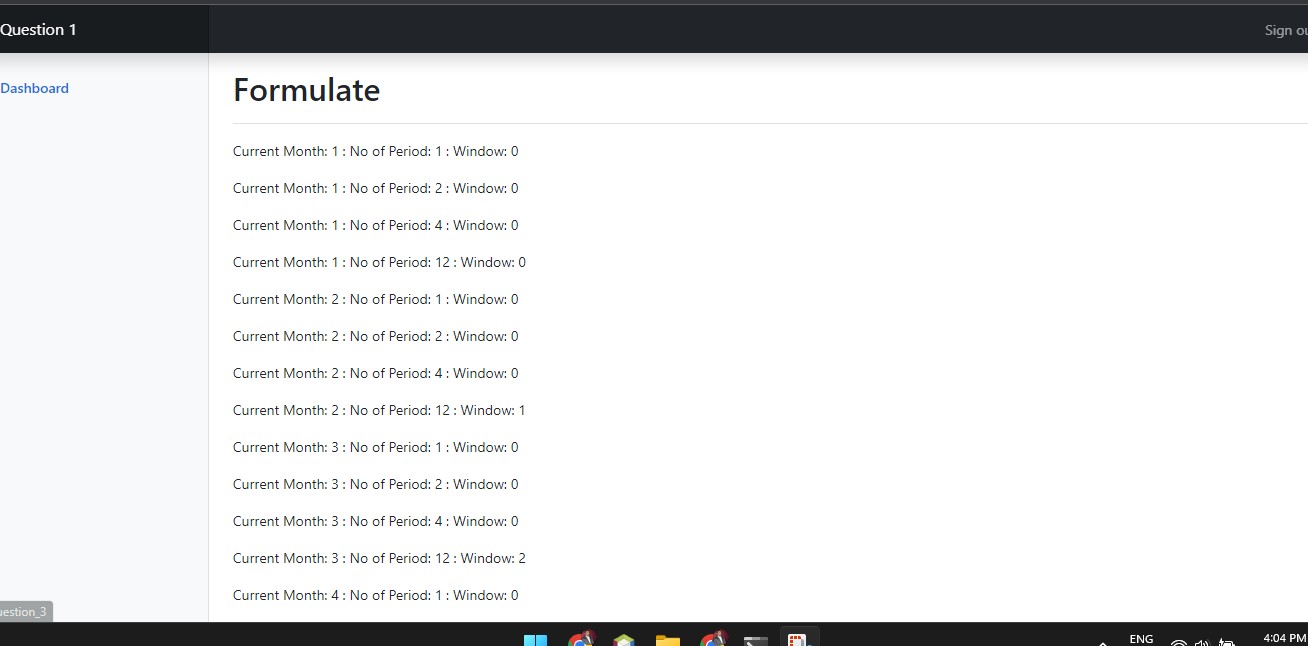 Question 1
Sign ou
Dashboard
Formulate
Current Month: 1 : No of Period: 1 : Window: 0
Current Month: 1 : No of Period: 2 : Window: 0
Current Month: 1 : No of Period: 4 : Window: 0
Current Month: 1 : No of Period: 12 : Window: 0
Current Month: 2 : No of Period: 1 : Window: 0
Current Month: 2 : No of Period: 2 : Window: 0
Current Month: 2 : No of Period: 4 : Window: 0
Current Month: 2 : No of Period: 12 : Window: 1
Current Month: 3 : No of Period: 1 : Window: 0
Current Month: 3 : No of Period: 2 : Window: 0
Current Month: 3 : No of Period: 4 : Window: 0
Current Month: 3 : No of Period: 12 : Window: 2
Current Month: 4 : No of Period: 1 : Window: 0
uestion_3
ENG
4:04 PM